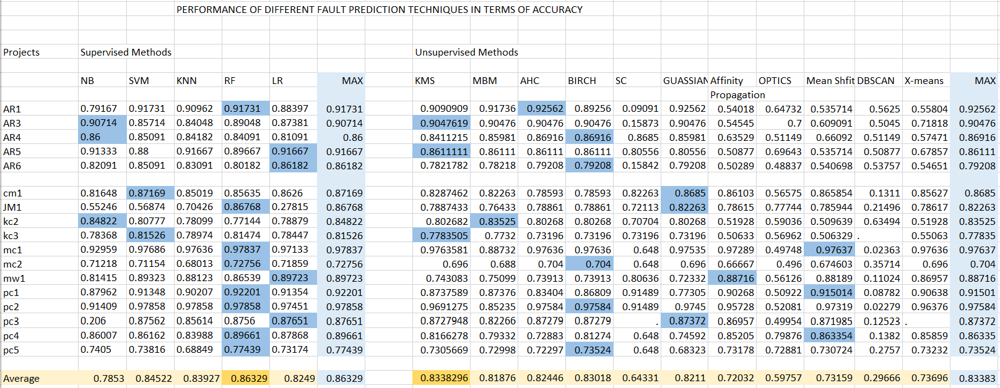 PERFORMANCE OF DIFFERENT FAULT PREDICTION TECHNIQUES IN TERMS OF ACCURACY
Projects Supervised Methods Unsupervised Methods
NB SVM KNN RF LR MAX KMS MBM AHC BIRCH SC GUASSIAN Affinity OPTICS Mean Shfit DBSCAN X-means MAX
Propagation
AR1 0.79167 0.91731 0.90962 0.91731 0.88397 0.91731 0.9090909 0.91736 0.92562 0.89256 0.09091 0.92562 0.54018 0.64732 0.535714 0.5625 0.55804 0.92562
AR3 0.90714 0.85714 0.84048 0.89048 0.87381 0.90714 0.9047619 0.90476 0.90476 0.90476 0.15873 0.90476 0.54545 0.7 0.609091 0.5045 0.71818 0.90476
AR4 0.86 0.85091 0.84182 0.84091 0.81091 0.86 0.8411215 0.85981 0.86916 0.86916 0.8685 0.85981 0.63529 0.51149 0.66092 0.51149 0.57471 0.86916
AR5 0.91333 0.88 0.91667 0.89667 0.91667 0.91667 0.8611111 0.86111 0.86111 0.86111 0.80556 0.80556 0.50877 0.69643 0.535714 0.50877 0.67857 0.86111
AR6 0.82091 0.85091 0.83091 0.80182 0.86182 0.86182 0.7821782 0.78218 0.79208 0.79208 0.15842 0.79208 0.50289 0.48837 0.540698 0.53757 0.54651 0.79208
cm1 0.81648 0.87169 0.85019 0.85635 0.8626 0.87169 0.8287462 0.82263 0.78593 0.78593 0.82263 0.8685 0.86103 0.56575 0.865854 0.1311 0.85627 0.8685
JM1 0.55246 0.56874 0.70426 0.86768 0.27815 0.86768 0.7887433 0.76433 0.78861 0.78861 0.72113 0.82263 0.78615 0.77744 0.785944 0.21496 0.78617 0.82263
kc2 0.84822 0.80777 0.78099 0.77144 0.78879 0.84822 0.802682 0.83525 0.80268 0.80268 0.70704 0.80268 0.51928 0.59036 0.509639 0.63494 0.51928 0.83525
kc3 0.78368 0.81526 0.78974 0.81474 0.78447 0.81526 0.7783505 0.7732 0.73196 0.73196 0.73196 0.73196 0.50633 0.56962 0.506329 . 0.55063 0.77835
mc1 0.92959 0.97686 0.97636 0.97837 0.97133 0.97837 0.9763581 0.88732 0.97636 0.97636 0.648 0.97535 0.97289 0.49748 0.97637 0.02363 0.97636 0.97637
mc2 0.71218 0.71154 0.68013 0.72756 0.71859 0.72756 0.696 0.688 0.704 0.704 0.648 0.696 0.66667 0.496 0.674603 0.35714 0.696 0.704
mw1 0.81415 0.89323 0.88123 0.86539 0.89723 0.89723 0.743083 0.75099 0.73913 0.73913 0.80636 0.72332 0.88716 0.56126 0.88189 0.11024 0.86957 0.88716
pc1 0.87962 0.91348 0.90207 0.92201 0.91354 0.92201 0.8737589 0.87376 0.83404 0.86809 0.91489 0.77305 0.90268 0.50922 0.915014 0.08782 0.90638 0.91501
pc2 0.91409 0.97858 0.97858 0.97858 0.97451 0.97858 0.9691275 0.85235 0.97584 0.97584 0.91489 0.9745 0.95728 0.52081 0.97319 0.02279 0.96376 0.97584
pc3 0.206 0.87562 0.85614 0.8756 0.87651 0.87651 0.8727948 0.82266 0.87279 0.87279 . 0.87372 0.86957 0.49954 0.871985 0.12523 . 0.87372
pc4 0.86007 0.86162 0.83988 0.89661 0.87868 0.89661 0.8166278 0.79332 0.72883 0.81274 0.648 0.74592 0.85205 0.79876 0.863354 0.1382 0.85859 0.86335
pc5 0.7405 0.73816 0.68849 0.77439 0.73174 0.77439 0.7305669 0.72998 0.72297 0.73524 0.648 0.68323 0.73178 0.72881 0.730724 0.2757 0.73232 0.73524
Average 0.7853 0.84522 0.83927 0.86329 0.8249 0.86329 0.8338296 0.81876 0.82446 0.83018 0.64331 0.8211 0.72032 0.59757 0.73159 0.29666 0.73696 0.83383